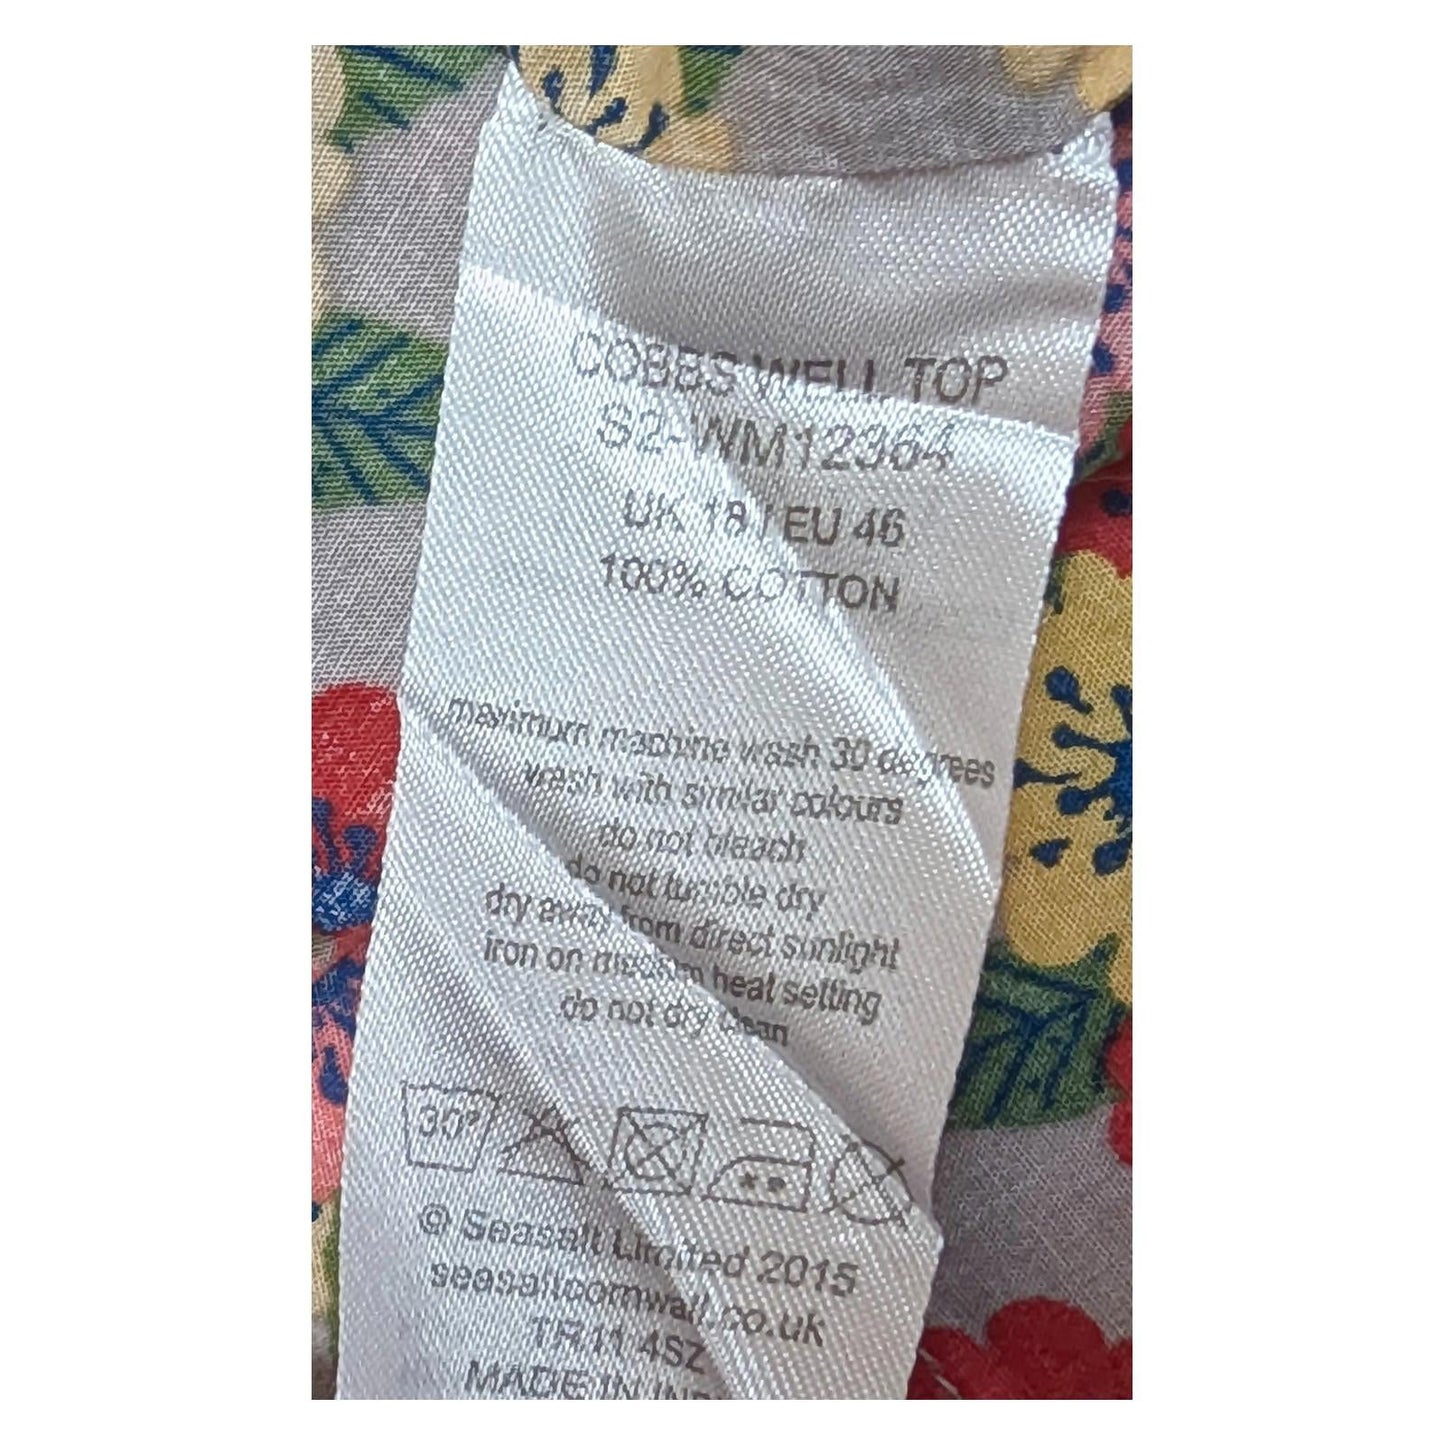 COBBS WELL TOP
S2-WM12364
UK 18 / EU 46
100% COTTON
maximum machine wash 30 degrees
wash with similar colours
do not bleach
do not tumble dry
dry away from direct sunlight
iron on medium heat setting
do not dry clean
30°
© Seasalt Limited 2015
seasaltcornwall.co.uk
TR11 4SZ
MADE IN